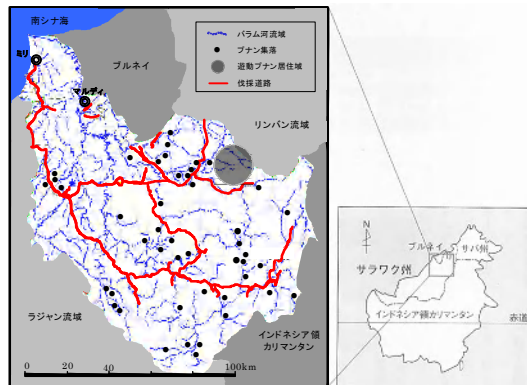 南シナ海
ミリ
マルディ
ブルネイ
バラム河流域
プナン集落
遊動プナン居住域
伐採道路
リンバン流域
ラジャン流域
インドネシア領
カリマンタン
0 20 40 60 80 100km
N
ブルネイ
サバ州
サラワク州
インドネシア領カリマンタン
赤道